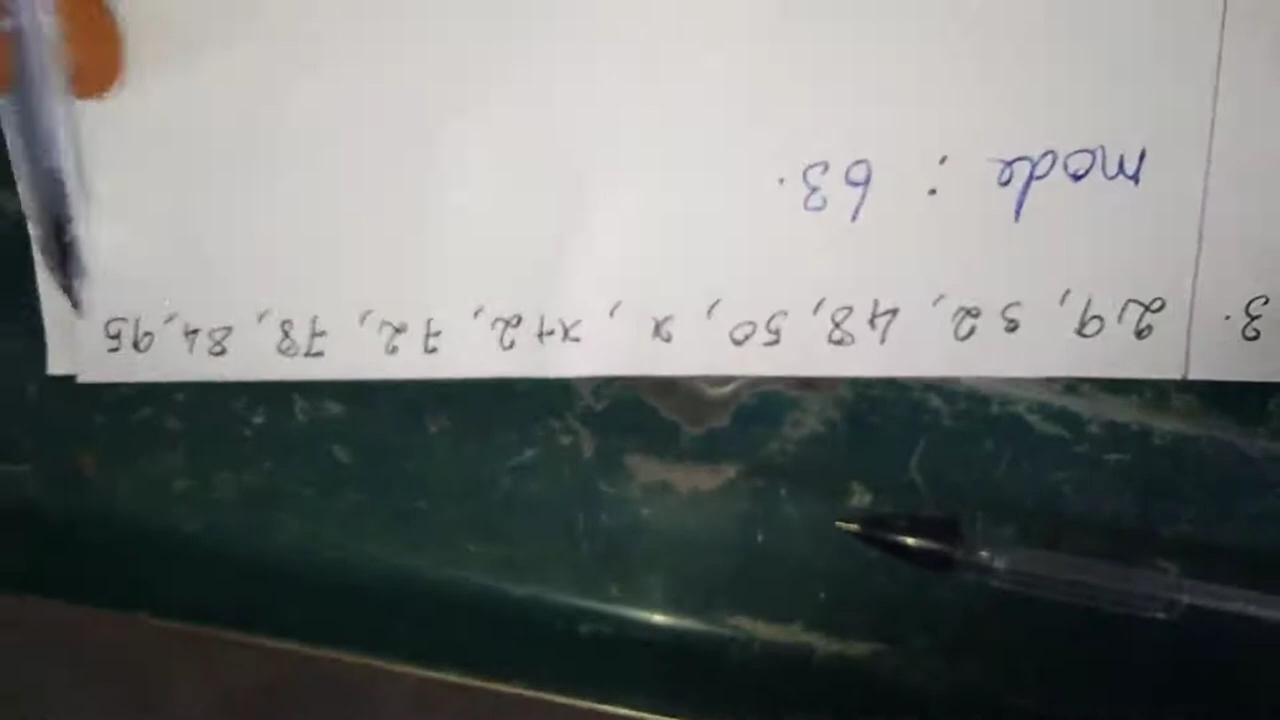 mode : 63.
3. 29, 32, 48, 50, x, x+2, 72, 78, 84, 95